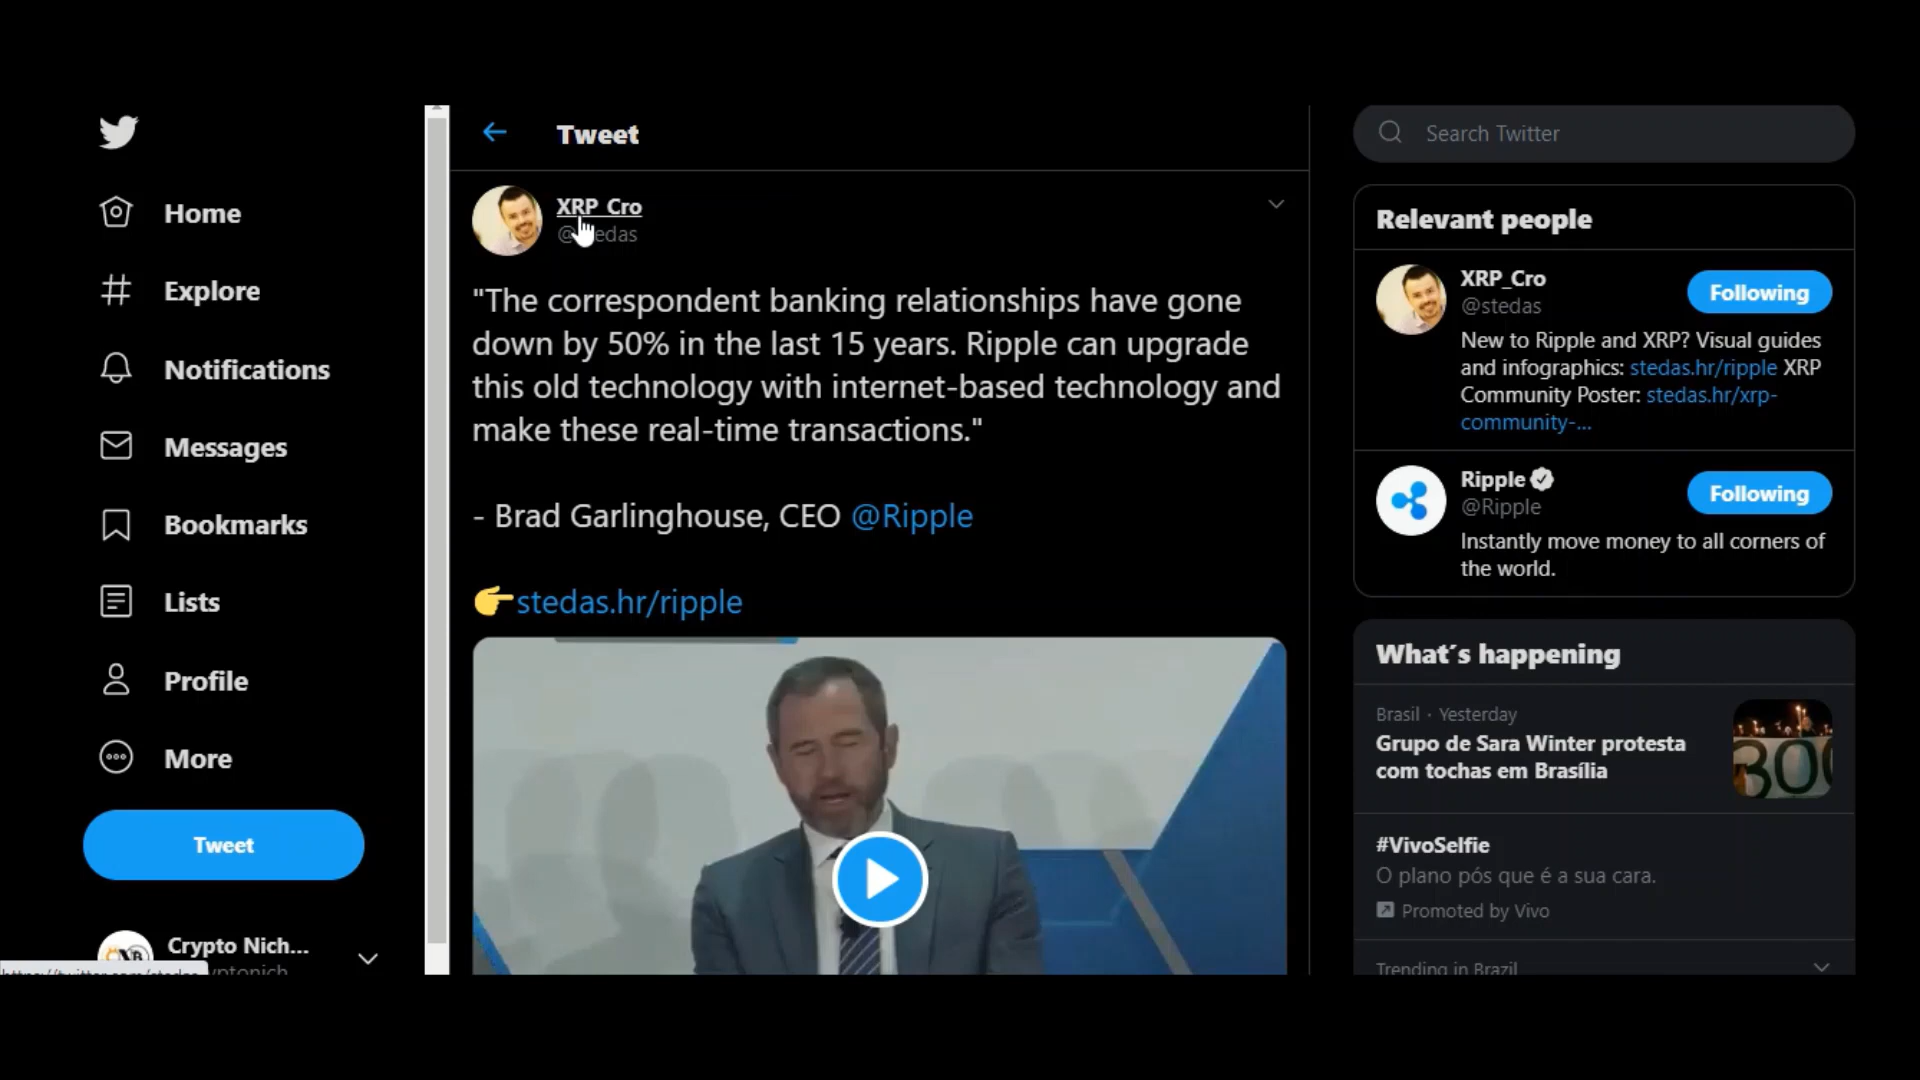 Home
Explore
Notifications
Messages
Bookmarks
Lists
Profile
More
Tweet
Crypto Nich...
Tweet
XRP_Cro
"The correspondent banking relationships have gone
down by 50% in the last 15 years. Ripple can upgrade
this old technology with internet-based technology and
make these real-time transactions."
- Brad Garlinghouse, CEO @Ripple
👉stedas.hr/ripple
Search Twitter
Relevant people
XRP_Cro
@stedas
Following
New to Ripple and XRP? Visual guides
and infographics: stedas.hr/ripple XRP
Community Poster: stedas.hr/xrp-
community-...
Ripple
@Ripple
Following
Instantly move money to all corners of
the world.
What´s happening
Brasil · Yesterday
Grupo de Sara Winter protesta
com tochas em Brasília
300
#VivoSelfie
O plano pós que é a sua cara.
Promoted by Vivo
Trending in Brazil